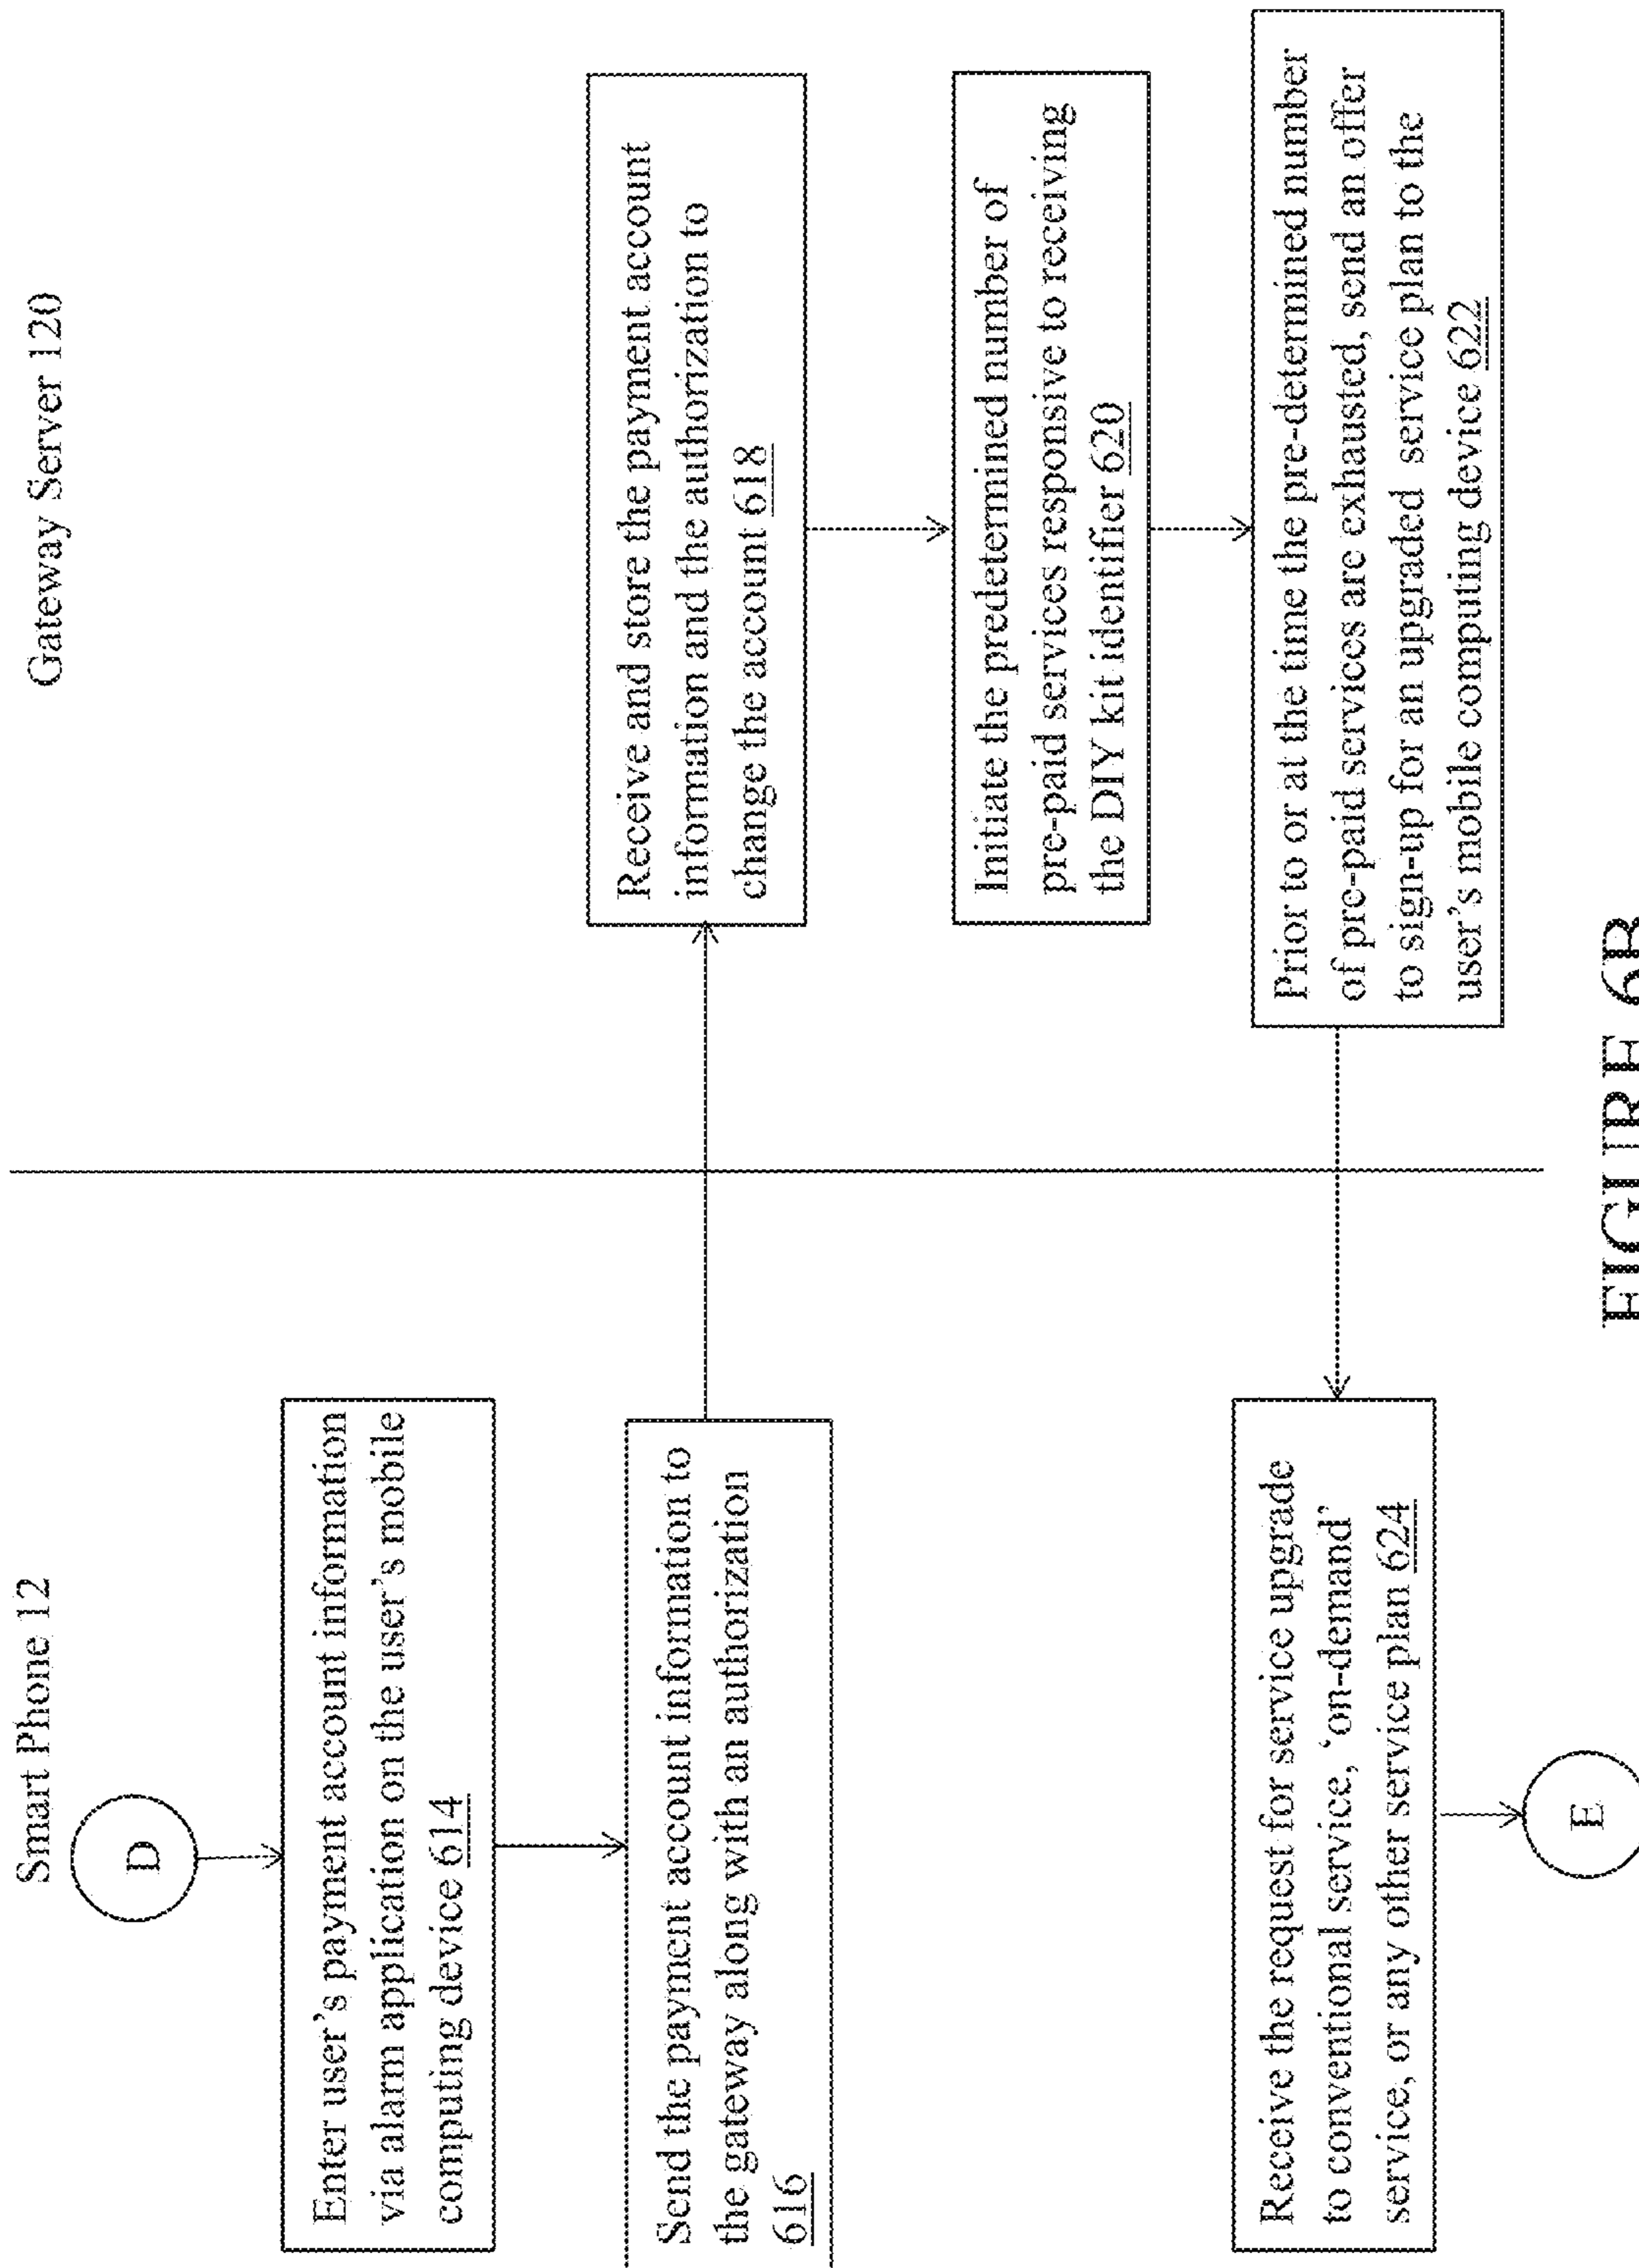 Smart Phone 12
Gateway Server 120
D
Enter user's payment account information
via alarm application on the user's mobile
computing device 614
Send the payment account information to
the gateway along with an authorization
616
Receive and store the payment account
information and the authorization to
change the account 618
Initiate the predetermined number of
pre-paid services responsive to receiving
the DIY kit identifier 620
Prior to or at the time the pre-determined number
of pre-paid services are exhausted, send an offer
to sign-up for an upgraded service plan to the
user's mobile computing device 622
Receive the request for service upgrade
to conventional service, 'on-demand'
service, or any other service plan 624
E
FIGURE 6B